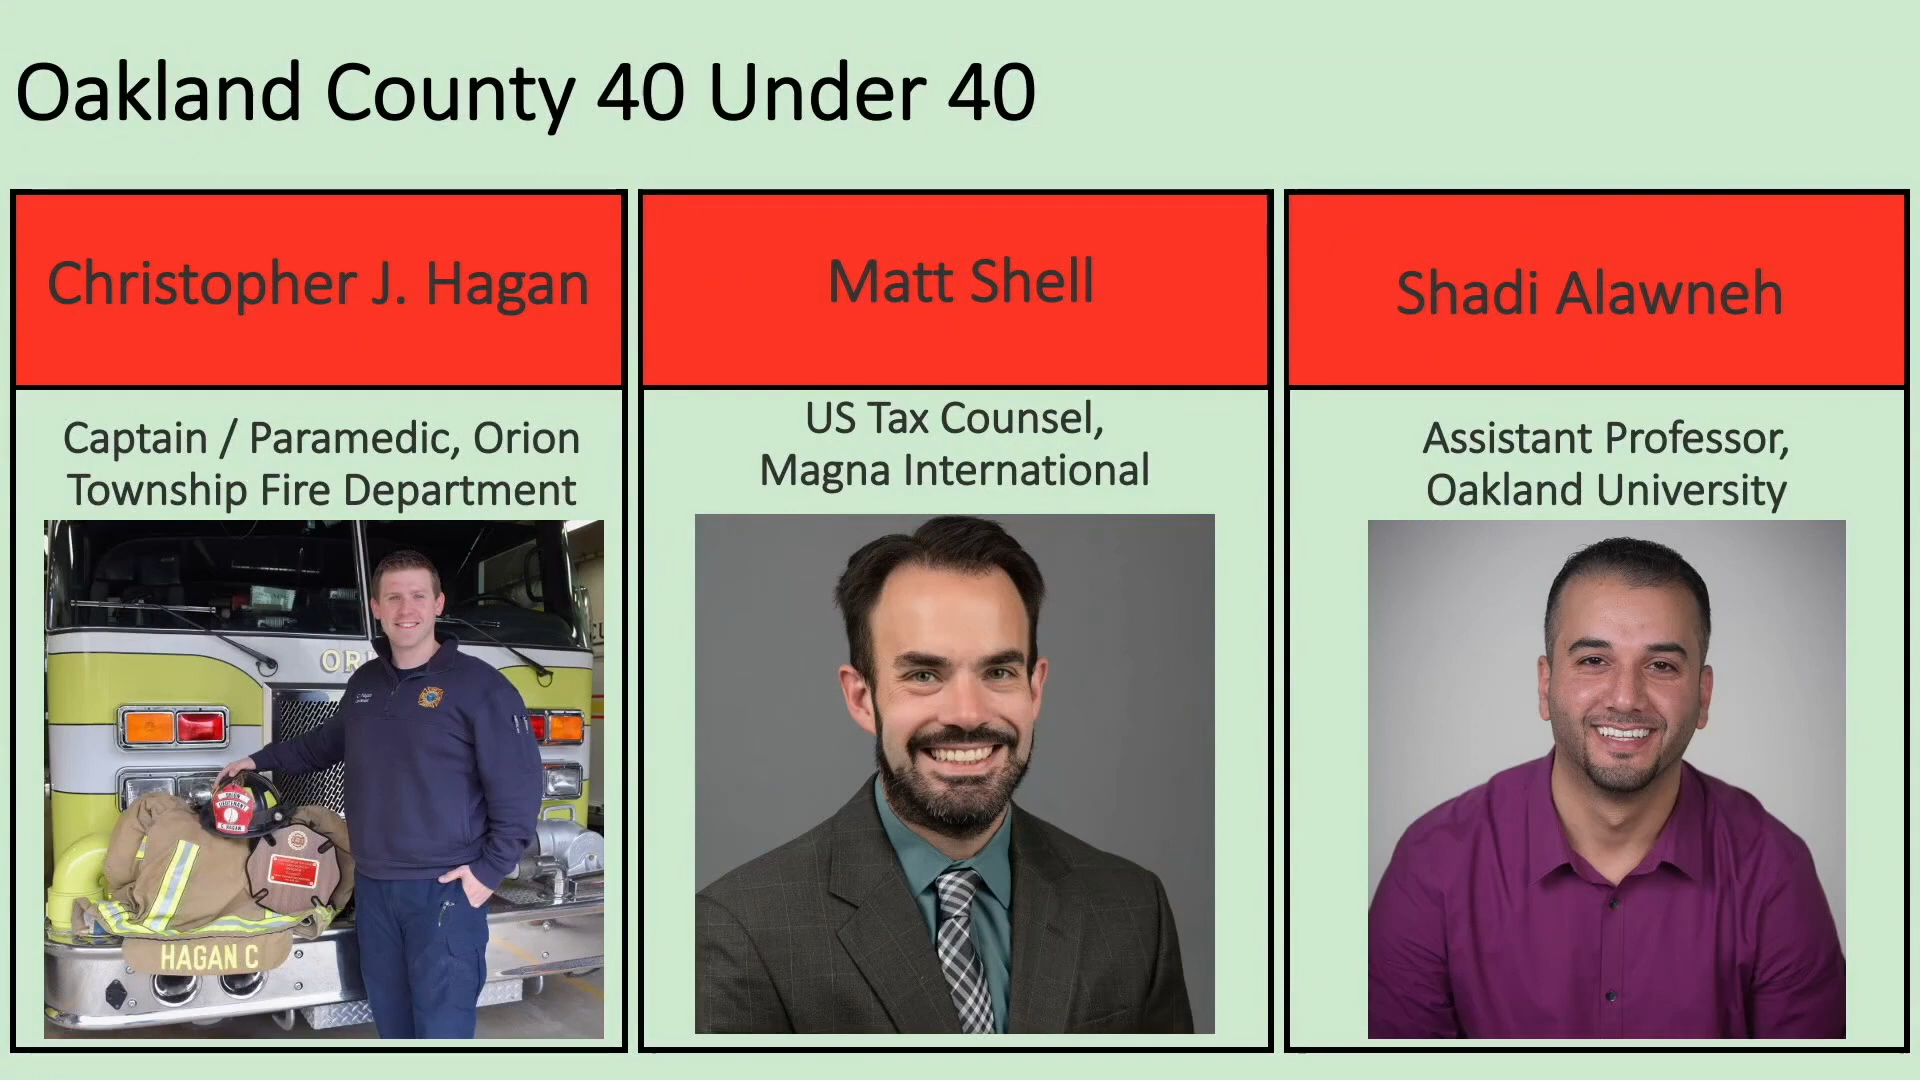 Oakland County 40 Under 40
Christopher J. Hagan
Captain / Paramedic, Orion
Township Fire Department
ORI
HAGAN C
Matt Shell
US Tax Counsel,
Magna International
Shadi Alawneh
Assistant Professor,
Oakland University